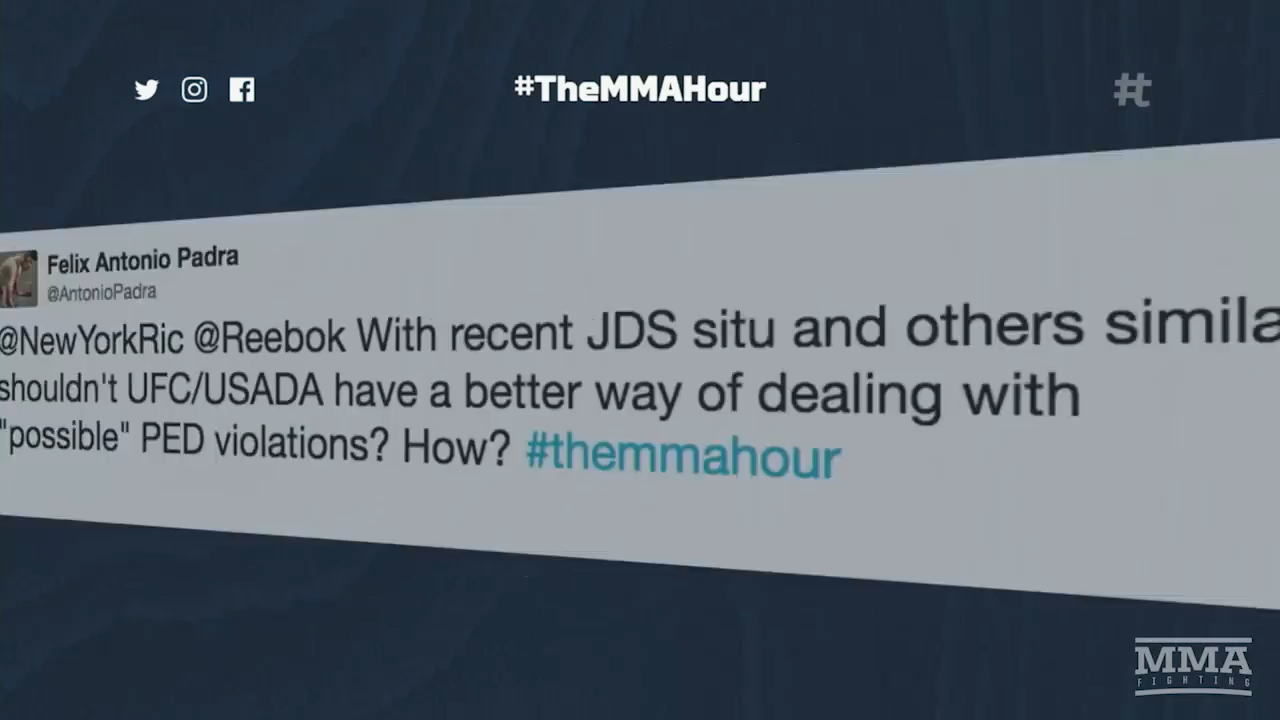 #TheMMAHour
Felix Antonio Padra
@AntonioPadra
@NewYorkRic @Reebok With recent JDS situ and others simila
shouldn't UFC/USADA have a better way of dealing with
"possible" PED violations? How? #themmahour
MMA
FIGHTING